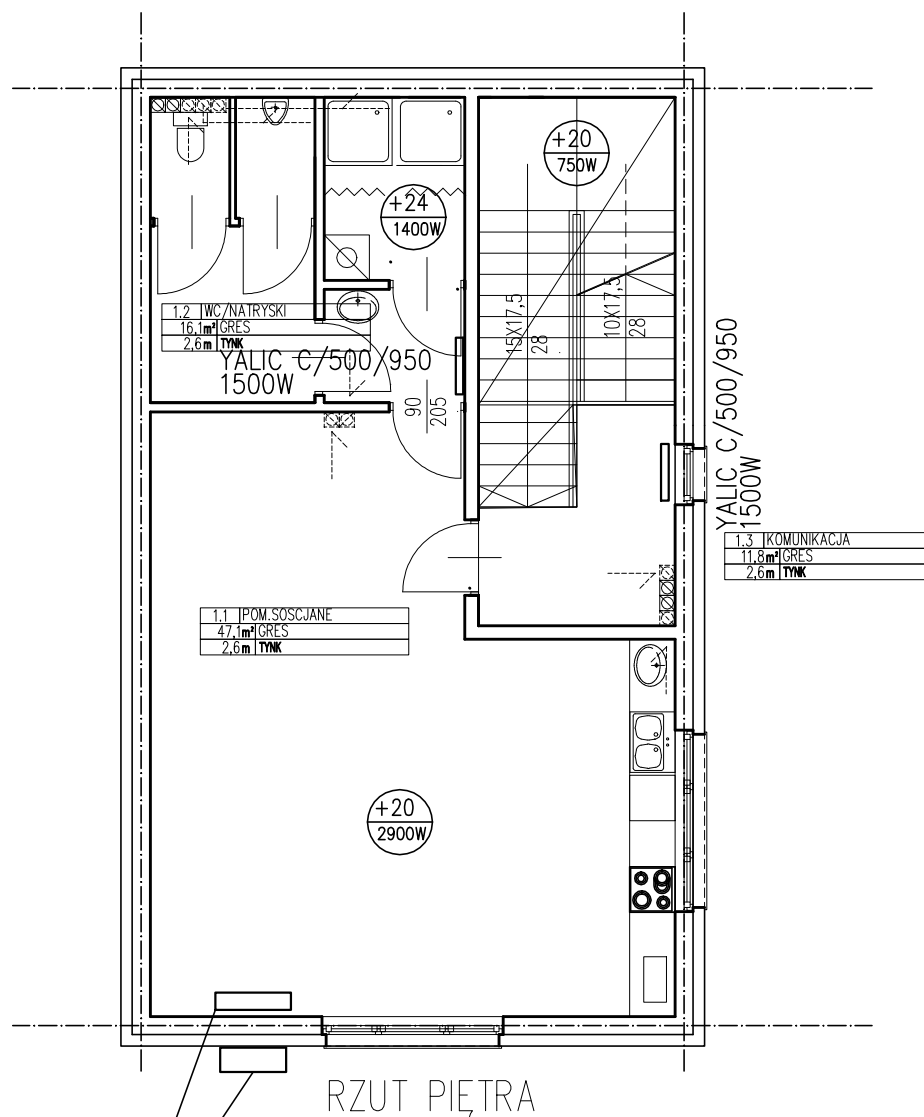 +20
750W
+24
1400W
15X17,5
28
10X17,5
28
1.2 WC/NATRYSKI
16,1m² GRES
2,6m TYNK
YALIC C/500/950
1500W
90
205
YALIC C/500/950
1500W
1.3 KOMUNIKACJA
11,8m² GRES
2,6m TYNK
1.1 POM.SOSCJANE
47,1m² GRES
2,6m TYNK
+20
2900W
RZUT PIĘTRA